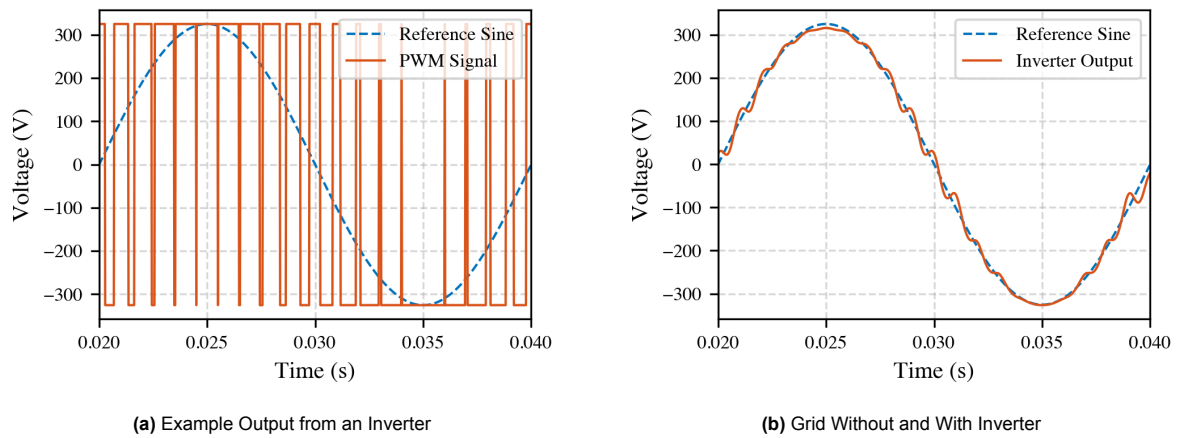 Voltage (V)
300
200
100
0
−100
−200
−300
0.020
0.025
0.030
0.035
0.040
Time (s)
Reference Sine
PWM Signal
(a) Example Output from an Inverter
Voltage (V)
300
200
100
0
−100
−200
−300
0.020
0.025
0.030
0.035
0.040
Time (s)
Reference Sine
Inverter Output
(b) Grid Without and With Inverter